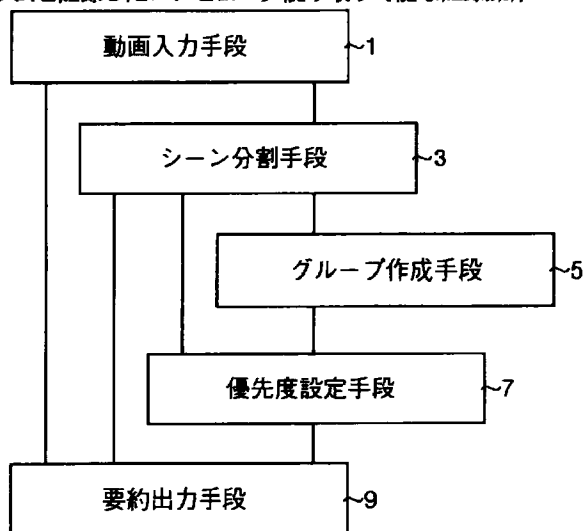 動画入力手段 ~1
シーン分割手段 ~3
グループ作成手段 ~5
優先度設定手段 ~7
要約出力手段 ~9